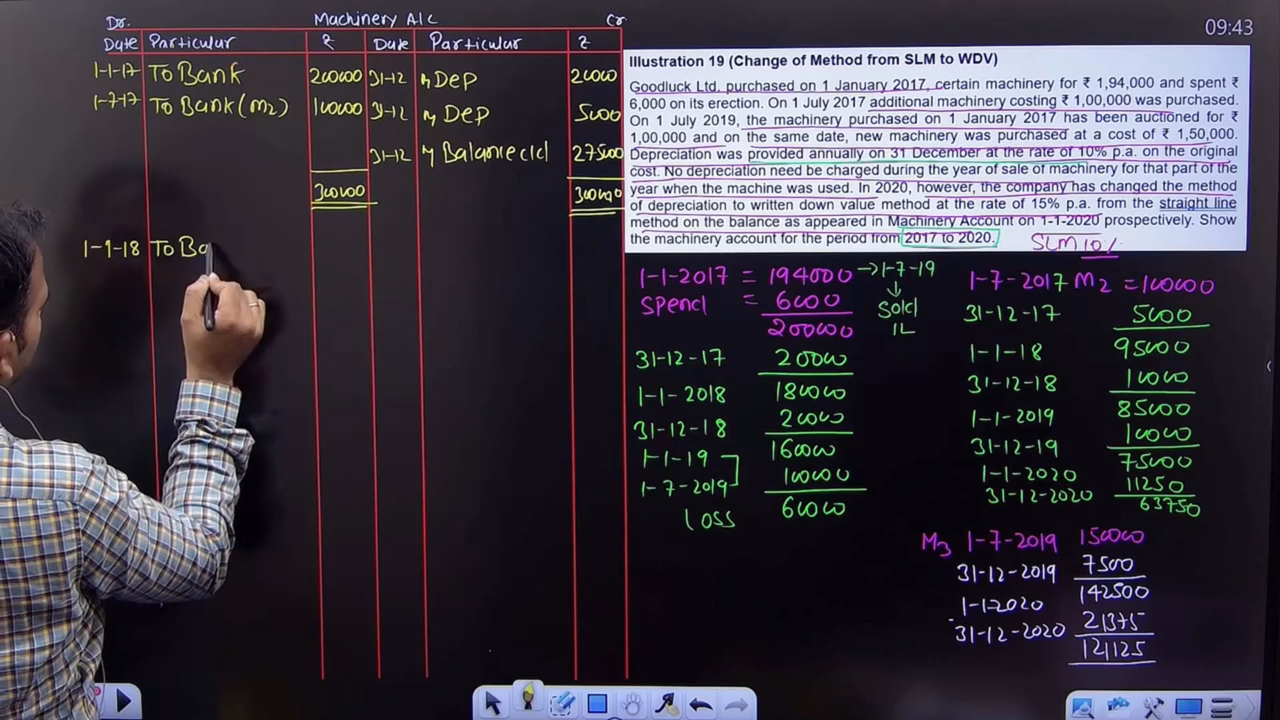 Dr. Machinery A/c Cr.
Date Particular ₹ Date Particular ₹
1-1-17 To Bank 200000 31-12 By Dep 20000
1-7-17 To Bank (M2) 100000 31-12 By Dep 5000
31-12 By Balance c/d 275000
300000 300000
1-1-18 To Ba
09:43
Illustration 19 (Change of Method from SLM to WDV)
Goodluck Ltd. purchased on 1 January 2017, certain machinery for ₹ 1,94,000 and spent ₹
6,000 on its erection. On 1 July 2017 additional machinery costing ₹ 1,00,000 was purchased.
On 1 July 2019, the machinery purchased on 1 January 2017 has been auctioned for ₹
1,00,000 and on the same date, new machinery was purchased at a cost of ₹ 1,50,000.
Depreciation was provided annually on 31 December at the rate of 10% p.a. on the original
cost. No depreciation need be charged during the year of sale of machinery for that part of the
year when the machine was used. In 2020, however, the company has changed the method
of depreciation to written down value method at the rate of 15% p.a. from the straight line
method on the balance as appeared in Machinery Account on 1-1-2020 prospectively. Show
the machinery account for the period from 2017 to 2020.
SLM 10%
1-1-2017 = 194000 → 1-7-19
Spend = 6000 ↓
200000 Sold
1L
31-12-17 20000
1-1-2018 180000
31-12-18 20000
1-1-19 160000
1-7-2019 100000
Loss 60000
1-7-2017 M2 = 100000
31-12-17 5000
1-1-18 95000
31-12-18 10000
1-1-2019 85000
31-12-19 10000
1-1-2020 75000
31-12-2020 11250
63750
M3 1-7-2019 150000
31-12-2019 7500
1-1-2020 142500
31-12-2020 21375
121125